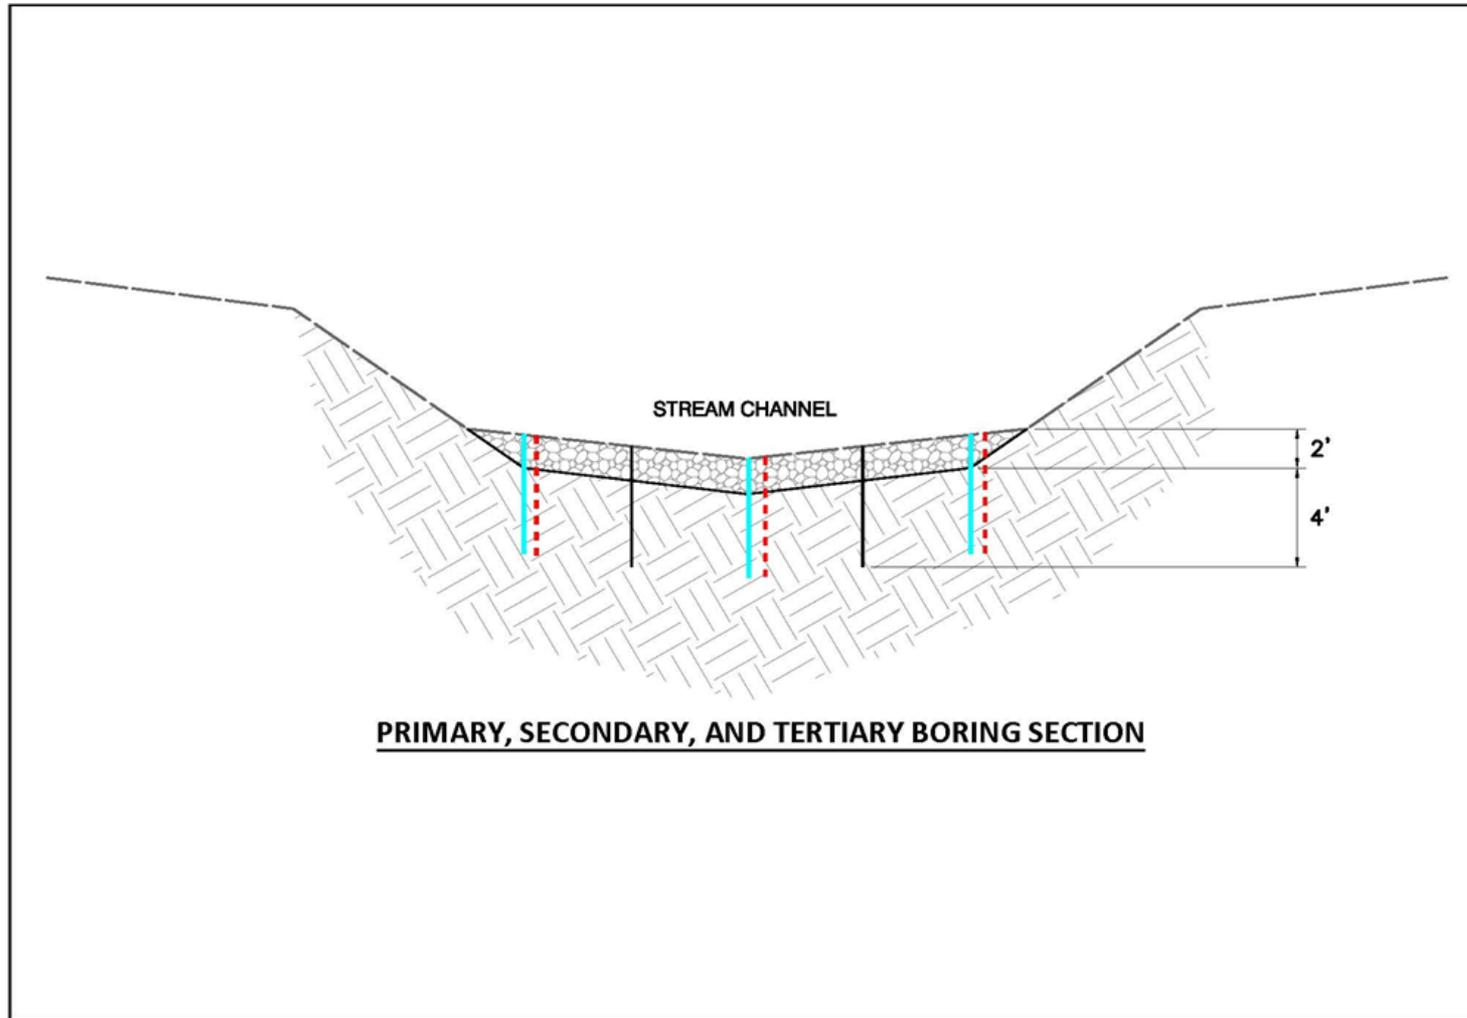 STREAM CHANNEL
2'
4'
PRIMARY, SECONDARY, AND TERTIARY BORING SECTION